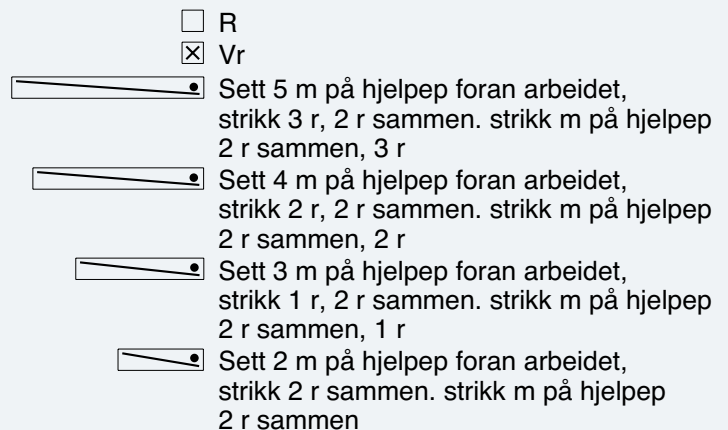 R
Vr
Sett 5 m på hjelpep foran arbeidet,
strikk 3 r, 2 r sammen. strikk m på hjelpep
2 r sammen, 3 r
Sett 4 m på hjelpep foran arbeidet,
strikk 2 r, 2 r sammen. strikk m på hjelpep
2 r sammen, 2 r
Sett 3 m på hjelpep foran arbeidet,
strikk 1 r, 2 r sammen. strikk m på hjelpep
2 r sammen, 1 r
Sett 2 m på hjelpep foran arbeidet,
strikk 2 r sammen. strikk m på hjelpep
2 r sammen